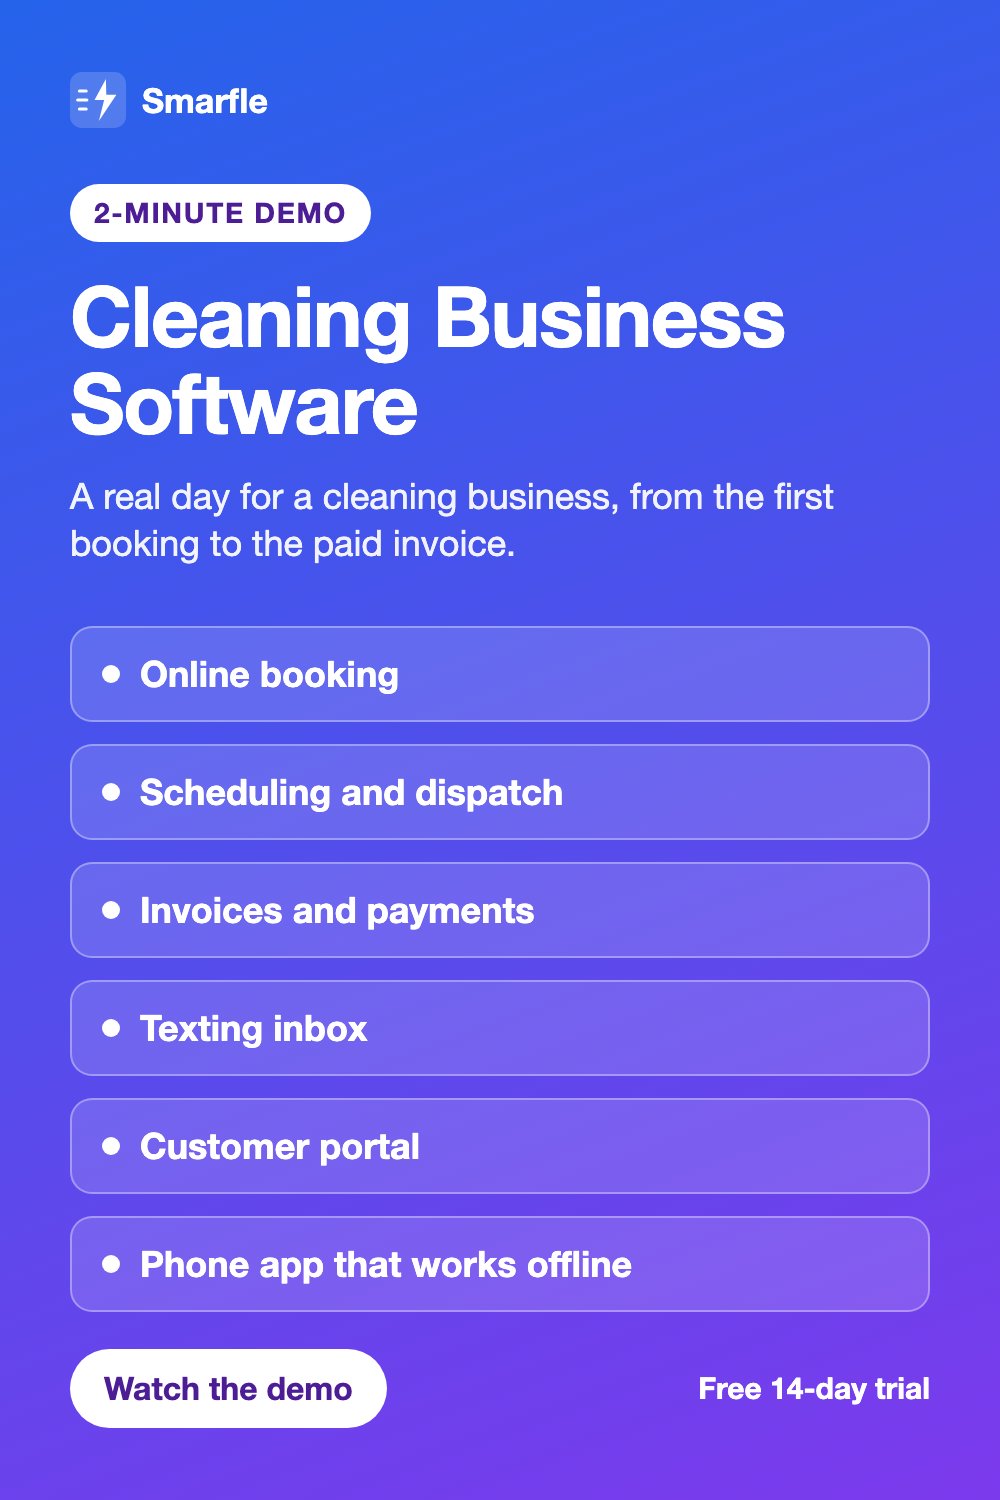 Smarfle
2-MINUTE DEMO
Cleaning Business
Software
A real day for a cleaning business, from the first
booking to the paid invoice.
Online booking
Scheduling and dispatch
Invoices and payments
Texting inbox
Customer portal
Phone app that works offline
Watch the demo
Free 14-day trial